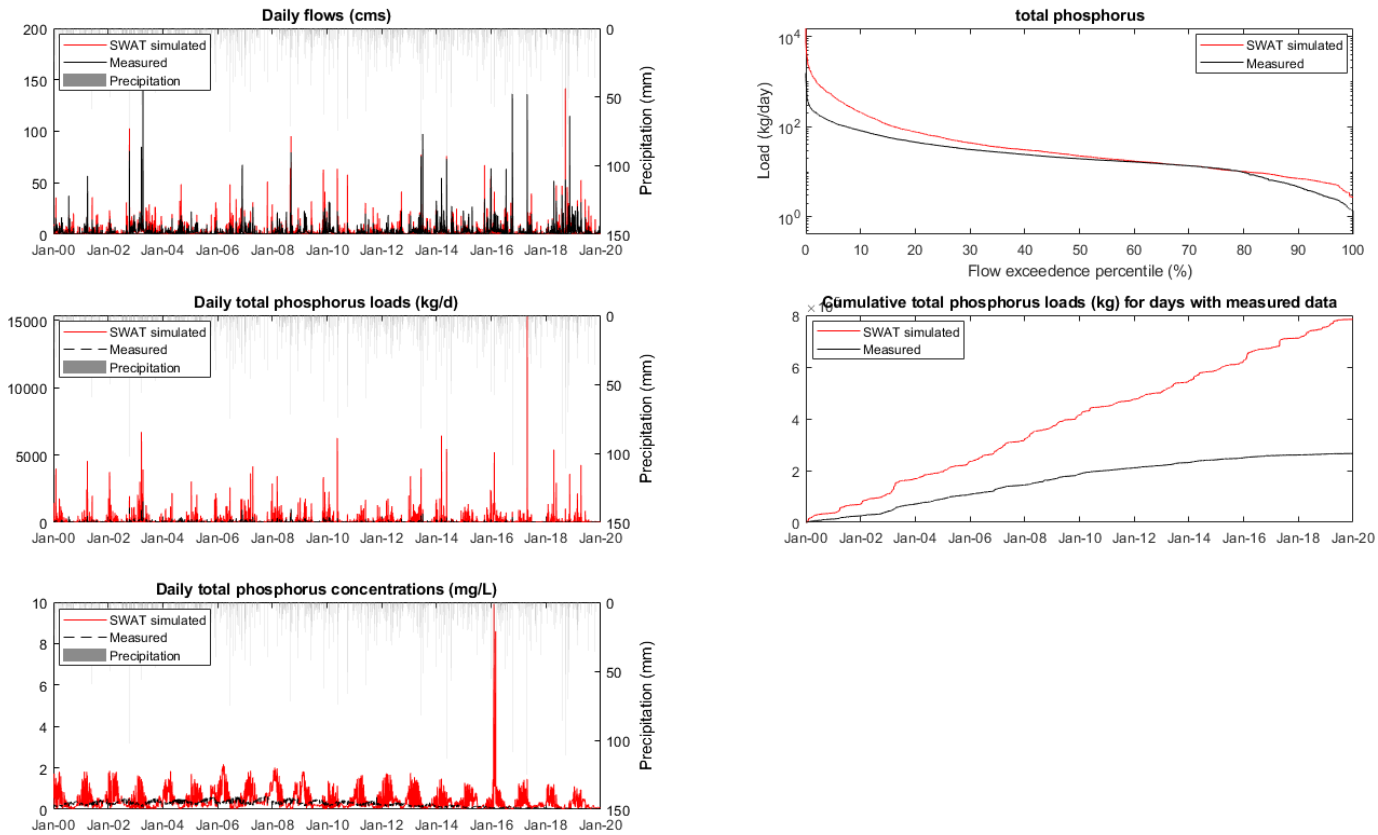 Daily flows (cms)
200
150
100
50
0
SWAT simulated
Measured
Precipitation
0
50
100
150
Precipitation (mm)
Jan-00 Jan-02 Jan-04 Jan-06 Jan-08 Jan-10 Jan-12 Jan-14 Jan-16 Jan-18 Jan-20
total phosphorus
Load (kg/day)
10^4
10^2
10^0
SWAT simulated
Measured
0 10 20 30 40 50 60 70 80 90 100
Flow exceedence percentile (%)
Daily total phosphorus loads (kg/d)
15000
10000
5000
0
SWAT simulated
Measured
Precipitation
0
50
100
150
Precipitation (mm)
Jan-00 Jan-02 Jan-04 Jan-06 Jan-08 Jan-10 Jan-12 Jan-14 Jan-16 Jan-18 Jan-20
Cumulative total phosphorus loads (kg) for days with measured data
× 10
8
6
4
2
0
SWAT simulated
Measured
Jan-00 Jan-02 Jan-04 Jan-06 Jan-08 Jan-10 Jan-12 Jan-14 Jan-16 Jan-18 Jan-20
Daily total phosphorus concentrations (mg/L)
10
8
6
4
2
0
SWAT simulated
Measured
Precipitation
0
50
100
150
Precipitation (mm)
Jan-00 Jan-02 Jan-04 Jan-06 Jan-08 Jan-10 Jan-12 Jan-14 Jan-16 Jan-18 Jan-20